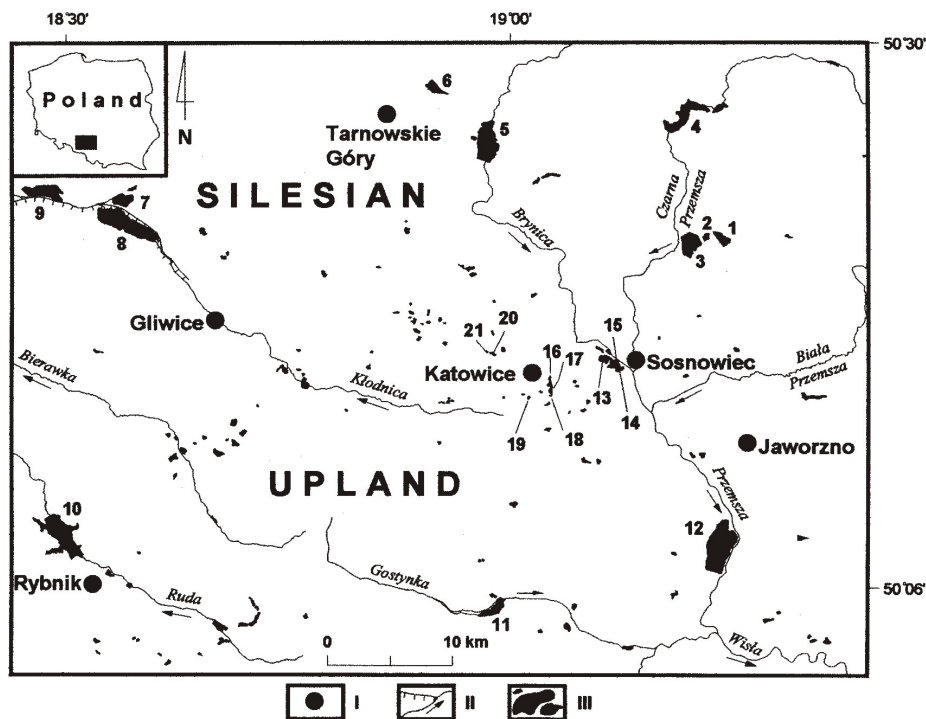 18°30'
19°00'
50°30'
Poland
N
6
Tarnowskie
Góry
5
4
SILESIAN
Czarna
Przemsza
9
7
8
Brynica
2
1
3
Gliwice
21
20
15
16
17
Sosnowiec
Biała
Przemsza
Bierawka
Katowice
13
Kłodnica
19
18
14
Jaworzno
UPLAND
Przemsza
10
12
Rybnik
Gostynka
50°06'
Ruda
11
0
10 km
Wisła
I
II
III